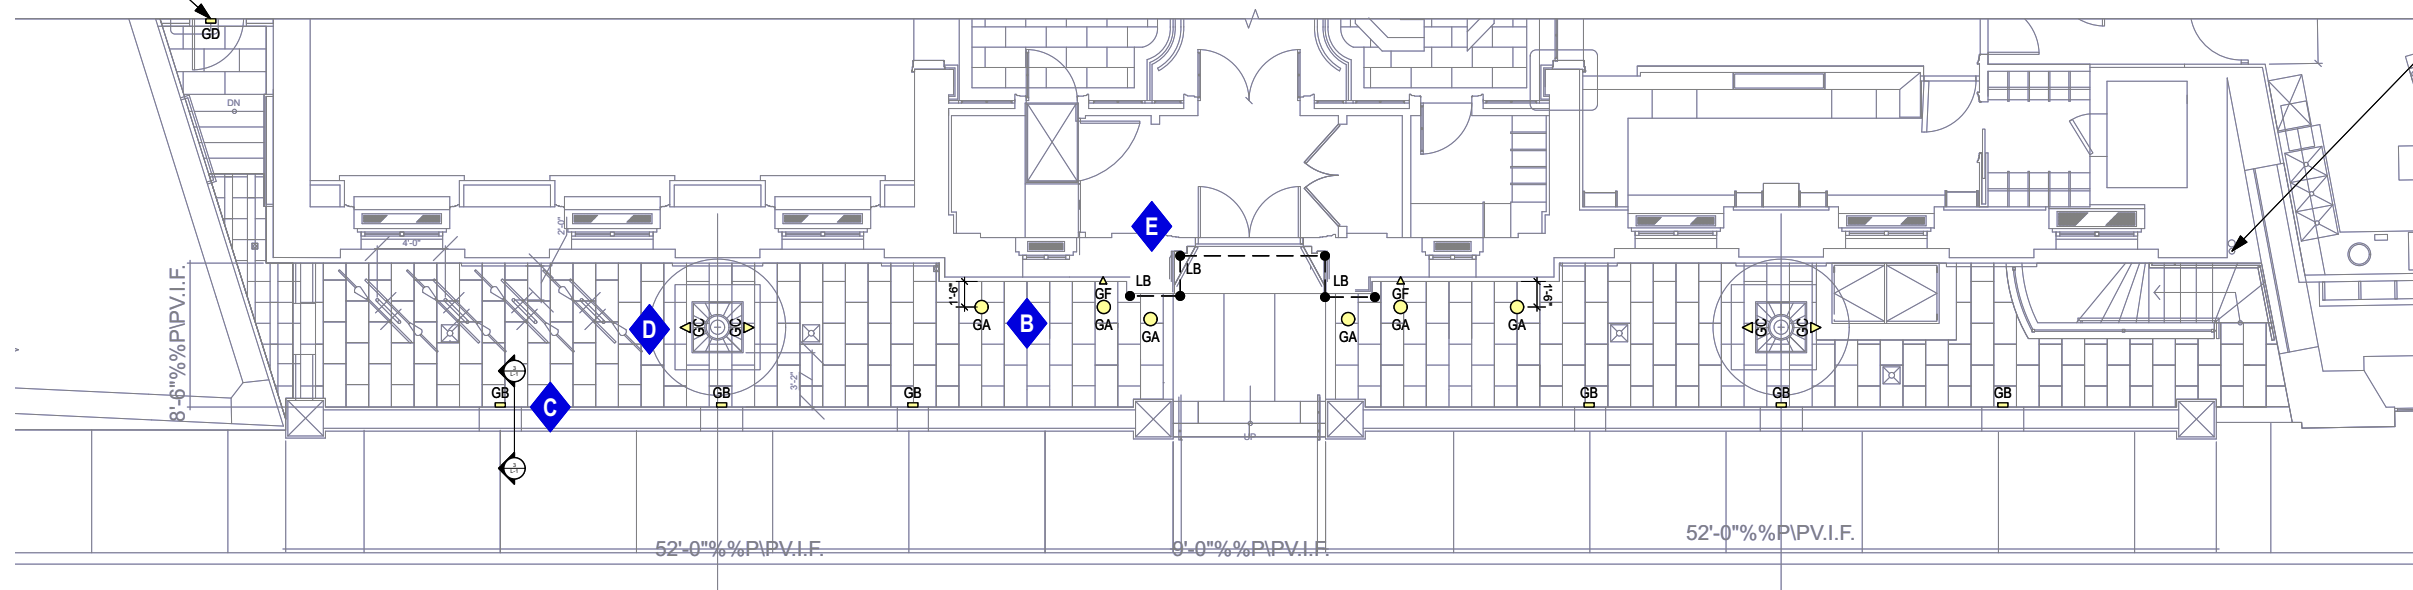 GD
DN
E
2'-0"
4'-0"
LB
LB
LB
1'-6"
GF
GF
1'-6"
GA
B
GA
GA
GA
GA
GA
D
GC
GC
GC
GC
8'-6"%%P\PV.I.F.
3'-2"
GB
C
GB
GB
GB
GB
GB
UP
52'-0"%%P\PV.I.F.
9'-0"%%P\PV.I.F.
52'-0"%%P\PV.I.F.